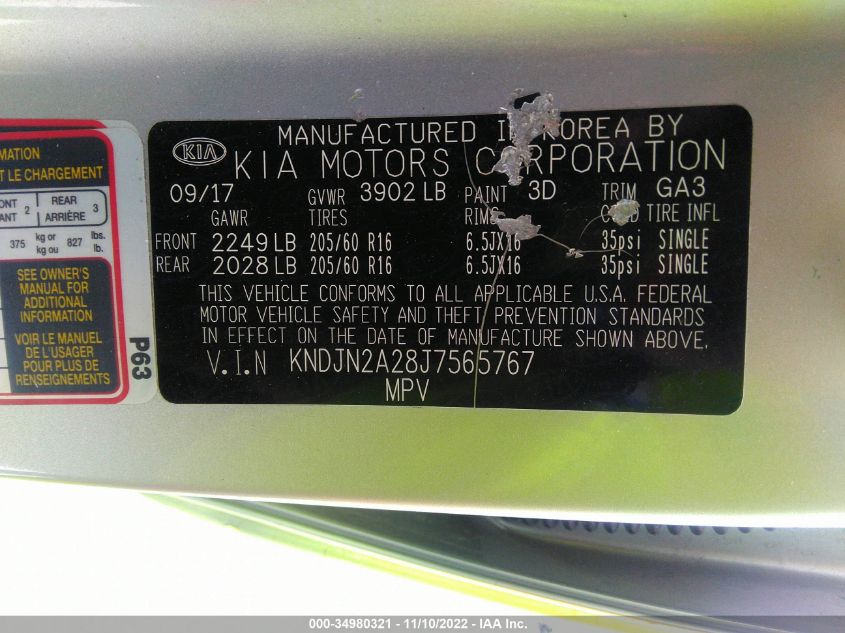 MATION
ET LE CHARGEMENT
ONT
ANT 2
REAR
ARRIÈRE 3
375 kg or
kg ou 827 lbs.
lb.
SEE OWNER'S
MANUAL FOR
ADDITIONAL
INFORMATION
VOIR LE MANUEL
DE L'USAGER
POUR PLUS DE
RENSEIGNEMENTS
P63
KIA
MANUFACTURED IN KOREA BY
KIA MOTORS CORPORATION
09/17 GVWR 3902 LB PAINT 3D TRIM GA3
GAWR TIRES RIMS COLD TIRE INFL
FRONT 2249 LB 205/60 R16 6.5JX16 35psi SINGLE
REAR 2028 LB 205/60 R16 6.5JX16 35psi SINGLE
THIS VEHICLE CONFORMS TO ALL APPLICABLE U.S.A. FEDERAL
MOTOR VEHICLE SAFETY AND THEFT PREVENTION STANDARDS
IN EFFECT ON THE DATE OF MANUFACTURE SHOWN ABOVE.
V.I.N KNDJN2A28J7565767
MPV
000-34980321 - 11/10/2022 - IAA Inc.